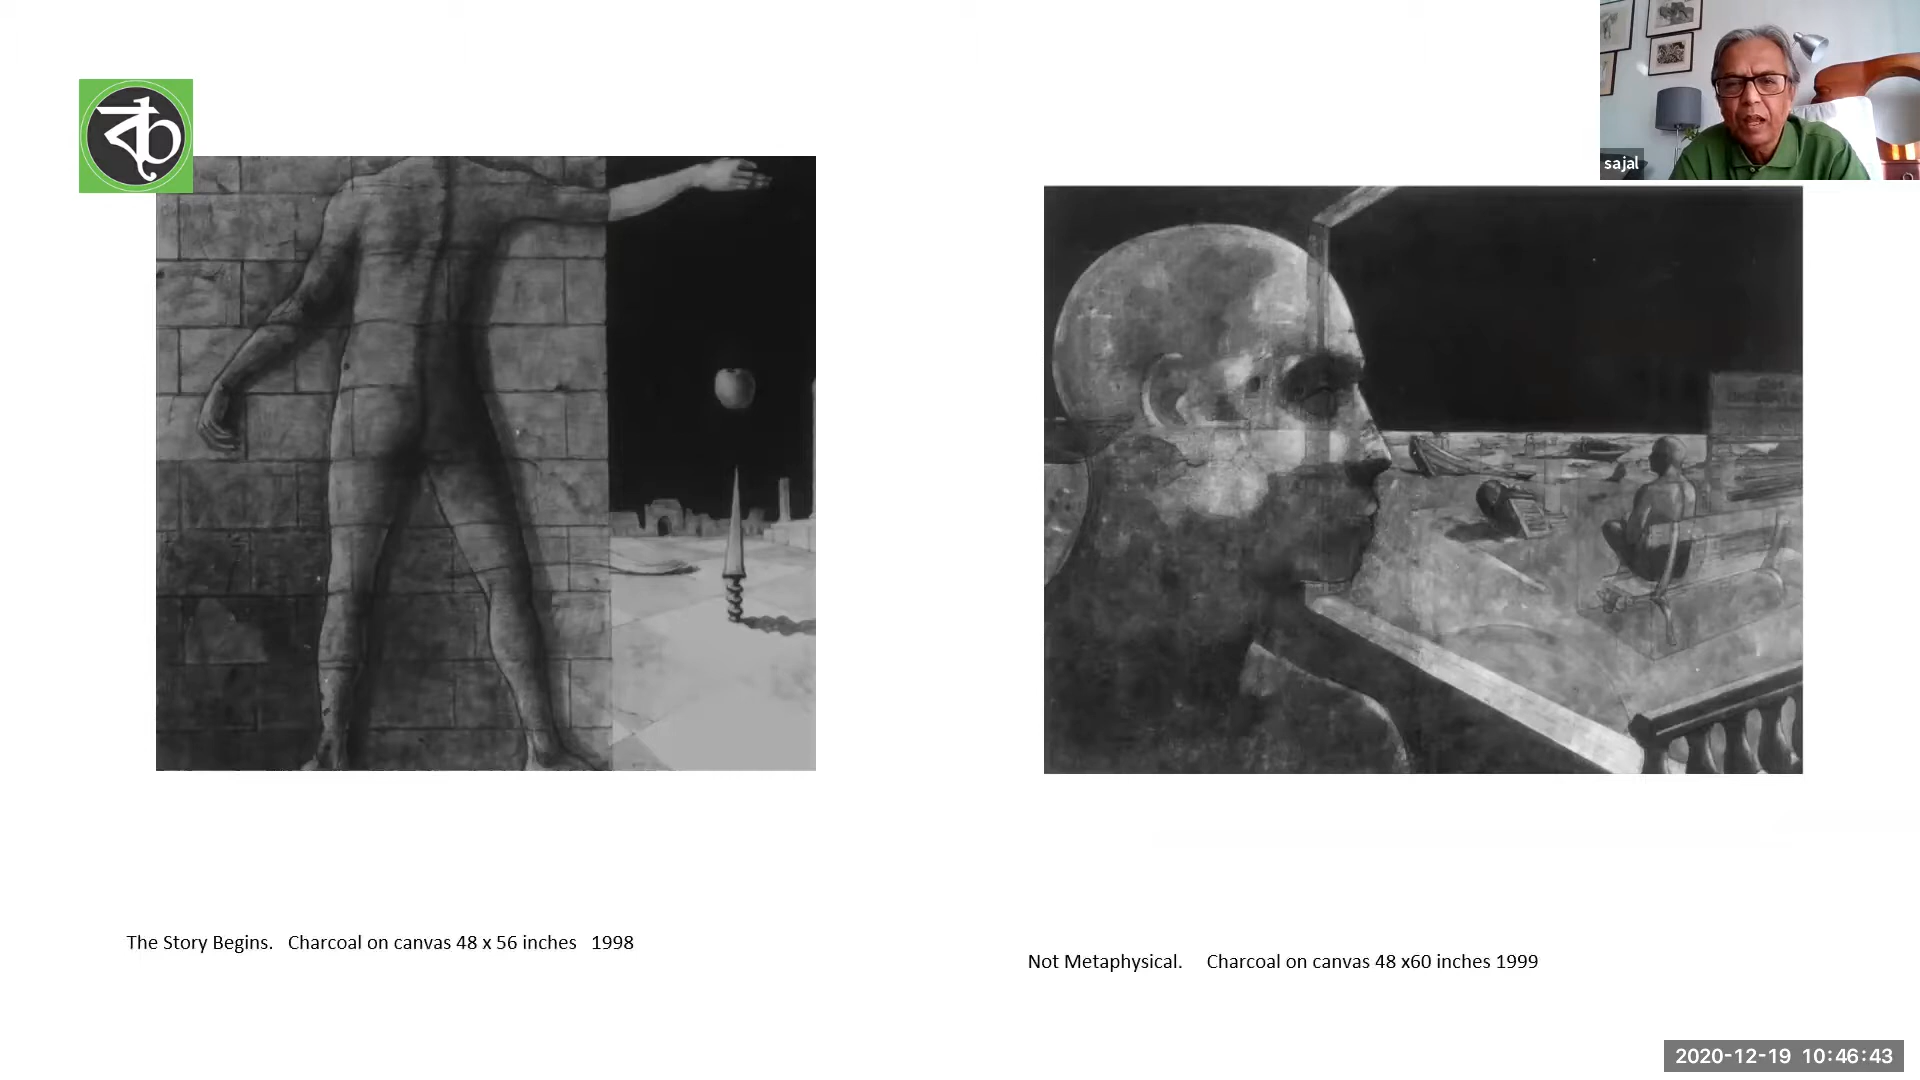 sajal
The Story Begins. Charcoal on canvas 48 x 56 inches 1998
Not Metaphysical. Charcoal on canvas 48 x60 inches 1999
2020-12-19 10:46:43